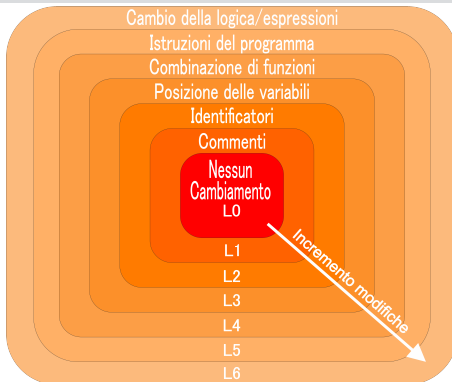 Cambio della logica/espressioni
Istruzioni del programma
Combinazione di funzioni
Posizione delle variabili
Identificatori
Commenti
Nessun
Cambiamento
L0
Incremento modifiche
L1
L2
L3
L4
L5
L6